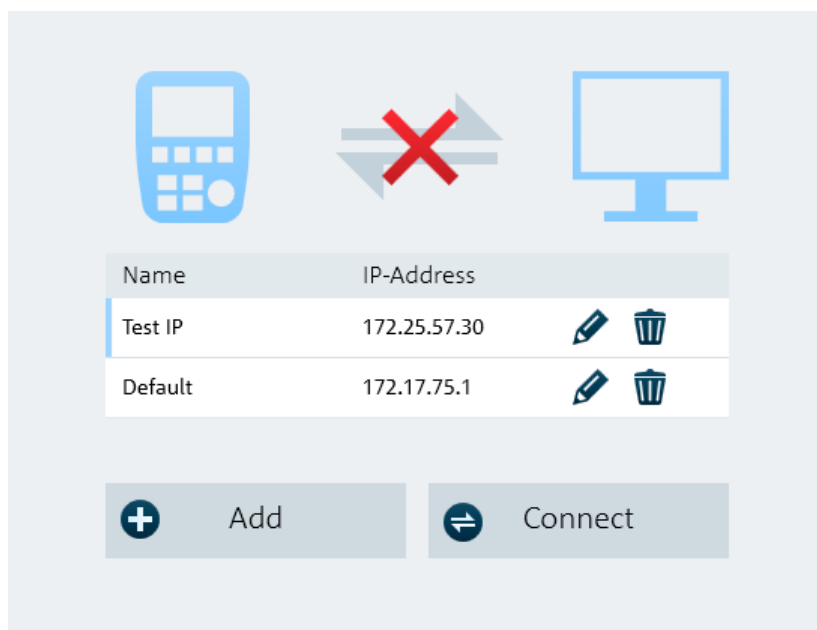 Name IP-Address
Test IP 172.25.57.30
Default 172.17.75.1
Add Connect